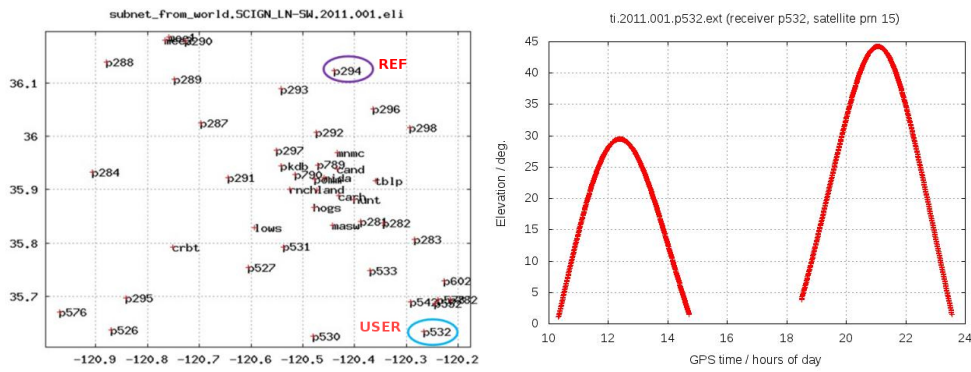 subnet_from_world.SCIGN_LN-SW.2011.001.eli
p290
p288
36.1
p294
REF
p289
p293
p296
p287
p298
36
p292
p297
mnmc
pkdb
p789
cand
p284
p790
p291
tblp
35.9
rnchland
carh
hunt
hogs
p281
p282
lows
masw
p283
35.8
crbt
p531
p527
p533
p602
35.7
p295
p576
USER
p526
p530
p532
-120.9 -120.8 -120.7 -120.6 -120.5 -120.4 -120.3 -120.2
ti.2011.001.p532.ext (receiver p532, satellite prn 15)
Elevation / deg.
45
40
35
30
25
20
15
10
5
0
10 12 14 16 18 20 22 24
GPS time / hours of day